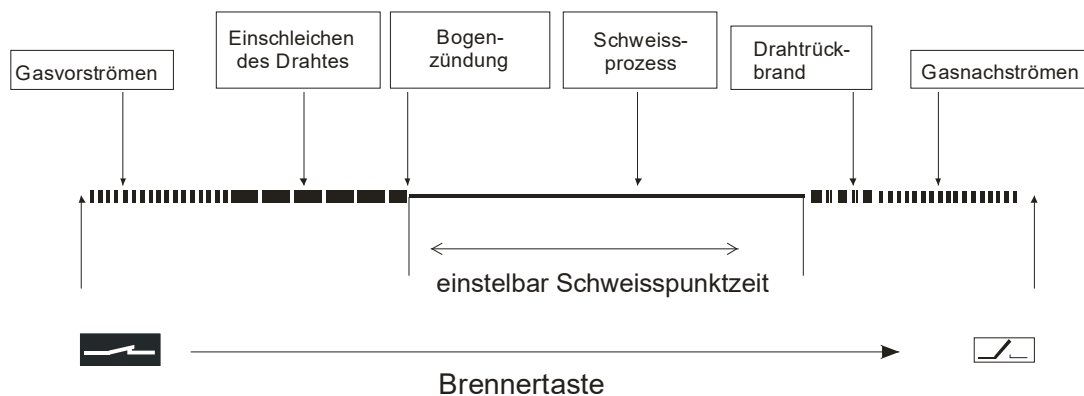 Gasvorströmen
Einschleichen
des Drahtes
Bogen-
zündung
Schweiss-
prozess
Drahtrück-
brand
Gasnachströmen
einstelbar Schweisspunktzeit
Brennertaste